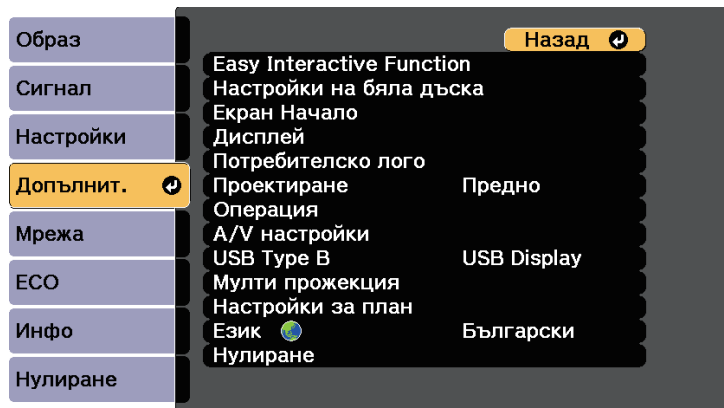 Образ
Сигнал
Настройки
Допълнит.
Мрежа
ECO
Инфо
Нулиране
Назад
Easy Interactive Function
Настройки на бяла дъска
Екран Начало
Дисплей
Потребителско лого
Проектиране Предно
Операция
A/V настройки
USB Type B USB Display
Мулти прожекция
Настройки за план
Език Български
Нулиране